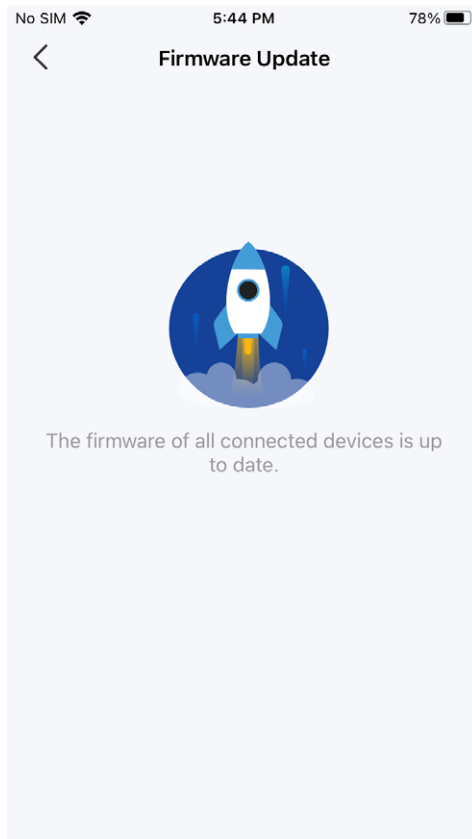 No SIM 5:44 PM 78%
Firmware Update
The firmware of all connected devices is up
to date.